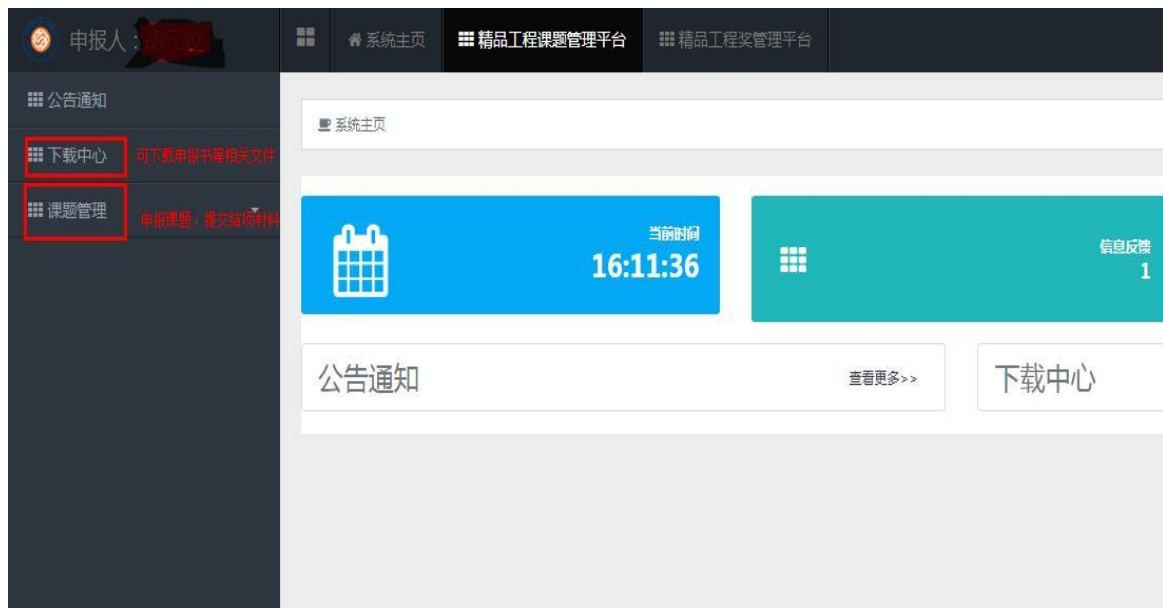 申报人：
系统主页
精品工程课题管理平台
精品工程奖管理平台
公告通知
下载中心
可下载申报书等相关文件
课题管理
申报课题、提交结项材料
系统主页
当前时间
16:11:36
信息反馈
1
公告通知
查看更多>>
下载中心